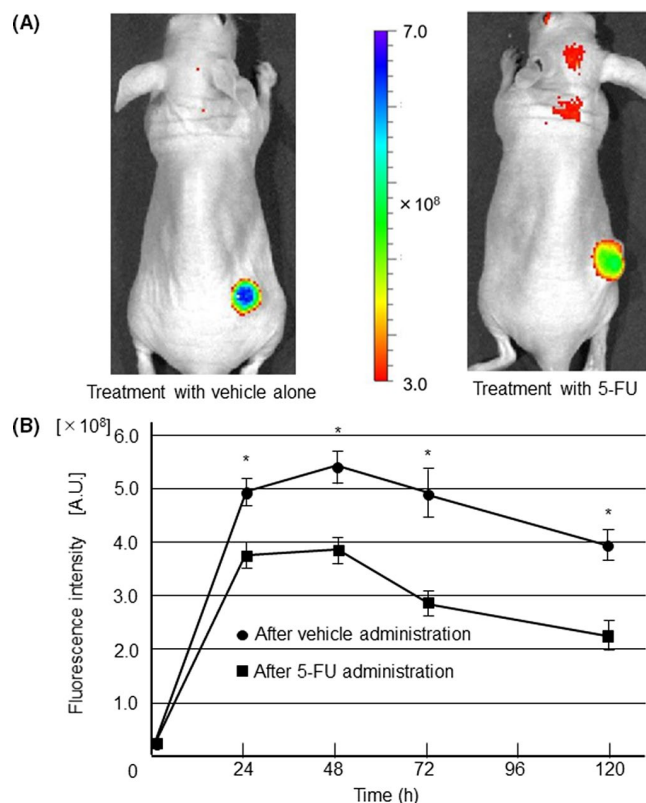 (A)
7.0
× 10⁸
3.0
Treatment with vehicle alone
Treatment with 5-FU
(B)
[× 10⁸]
6.0
5.0
4.0
3.0
2.0
1.0
0
Fluorescence intensity [A.U.]
*
*
*
*
After vehicle administration
After 5-FU administration
24
48
72
96
120
Time (h)